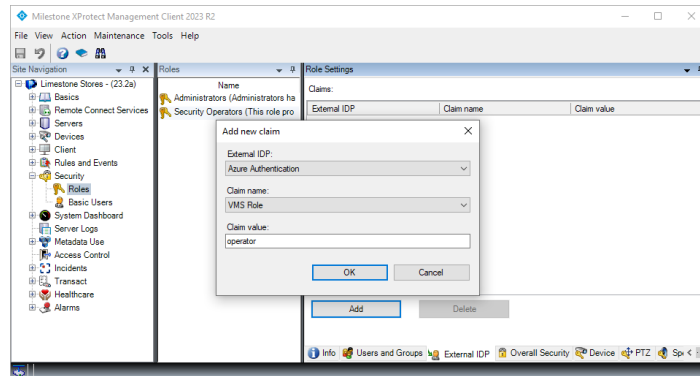 Milestone XProtect Management Client 2023 R2
File View Action Maintenance Tools Help
Site Navigation
Roles
Role Settings
Limestone Stores - (23.2a)
Basics
Remote Connect Services
Servers
Devices
Client
Rules and Events
Security
Roles
Basic Users
System Dashboard
Server Logs
Metadata Use
Access Control
Incidents
Transact
Healthcare
Alarms
Name
Administrators (Administrators ha
Security Operators (This role pro
Claims:
External IDP Claim name Claim value
Add new claim
External IDP:
Azure Authentication
Claim name:
VMS Role
Claim value:
operator
OK Cancel
Add Delete
Info Users and Groups External IDP Overall Security Device PTZ Spe